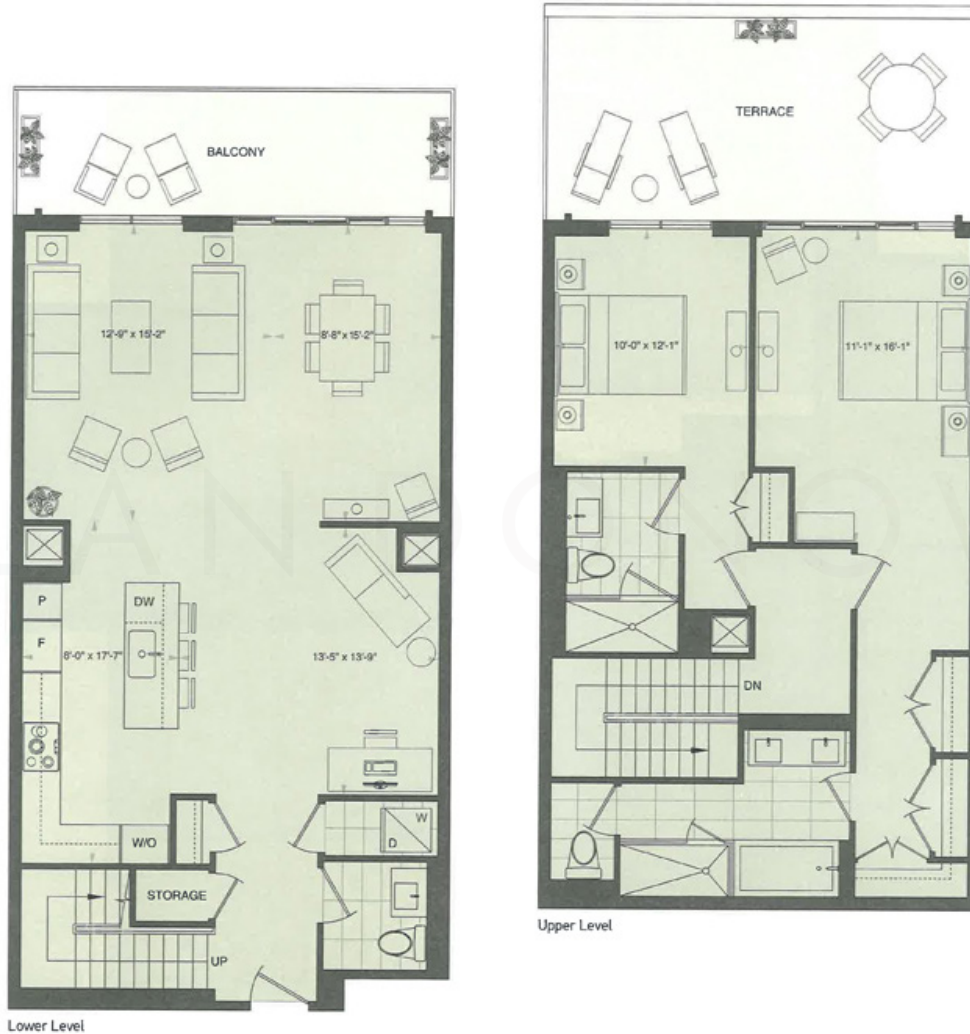 BALCONY
12'-9" x 15'-2"
8'-8" x 15'-2"
P
F
DW
8'-0" x 17'-7"
13'-5" x 13'-9"
W/O
W
D
STORAGE
UP
Lower Level
TERRACE
10'-0" x 12'-1"
11'-1" x 16'-1"
DN
Upper Level